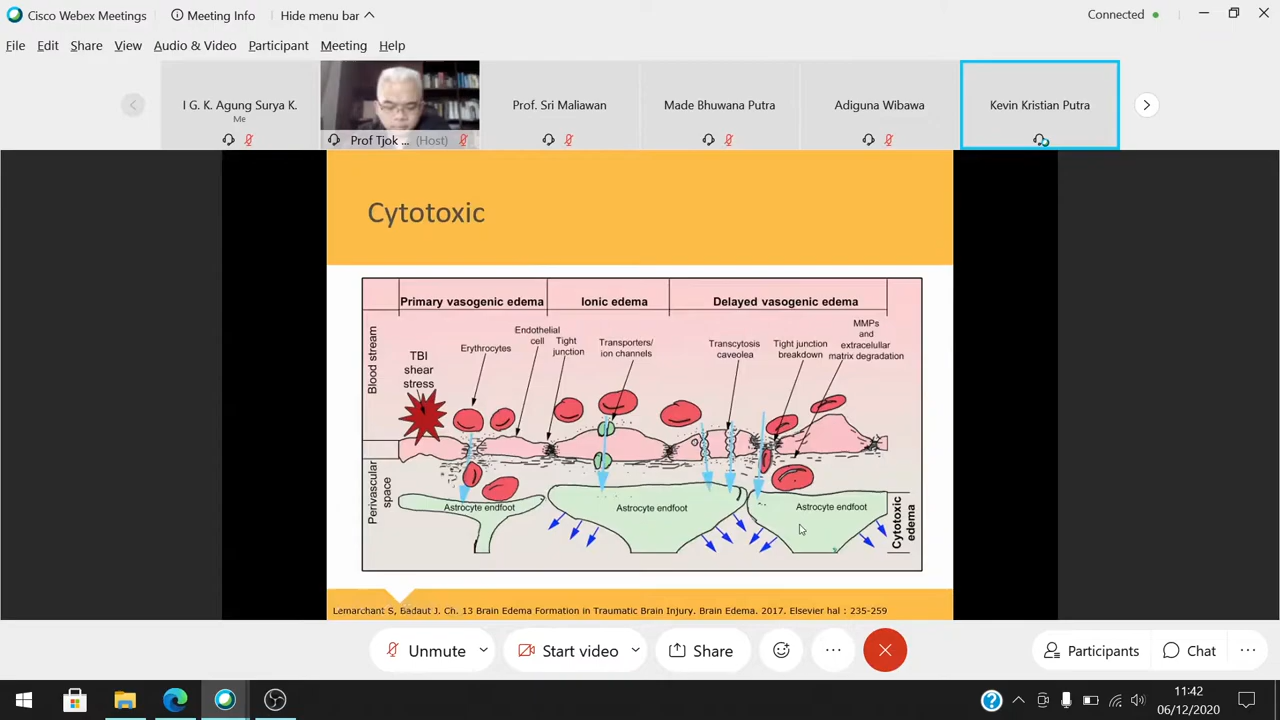 Cisco Webex Meetings
Meeting Info
Hide menu bar
Connected
File Edit Share View Audio & Video Participant Meeting Help
I G. K. Agung Surya K.
Me
Prof Tjok ... (Host)
Prof. Sri Maliawan
Made Bhuwana Putra
Adiguna Wibawa
Kevin Kristian Putra
Cytotoxic
Primary vasogenic edema
Ionic edema
Delayed vasogenic edema
Blood stream
TBI
shear
stress
Erythrocytes
Endothelial
cell
Tight
junction
Transporters/
ion channels
Transcytosis
caveolea
Tight junction
breakdown
MMPs
and
extracelullar
matrix degradation
Perivascular
space
Astrocyte endfoot
Astrocyte endfoot
Astrocyte endfoot
Cytotoxic
edema
Lemarchant S, Badaut J. Ch. 13 Brain Edema Formation in Traumatic Brain Injury. Brain Edema. 2017. Elsevier hal : 235-259
Unmute
Start video
Share
Participants
Chat
11:42
06/12/2020